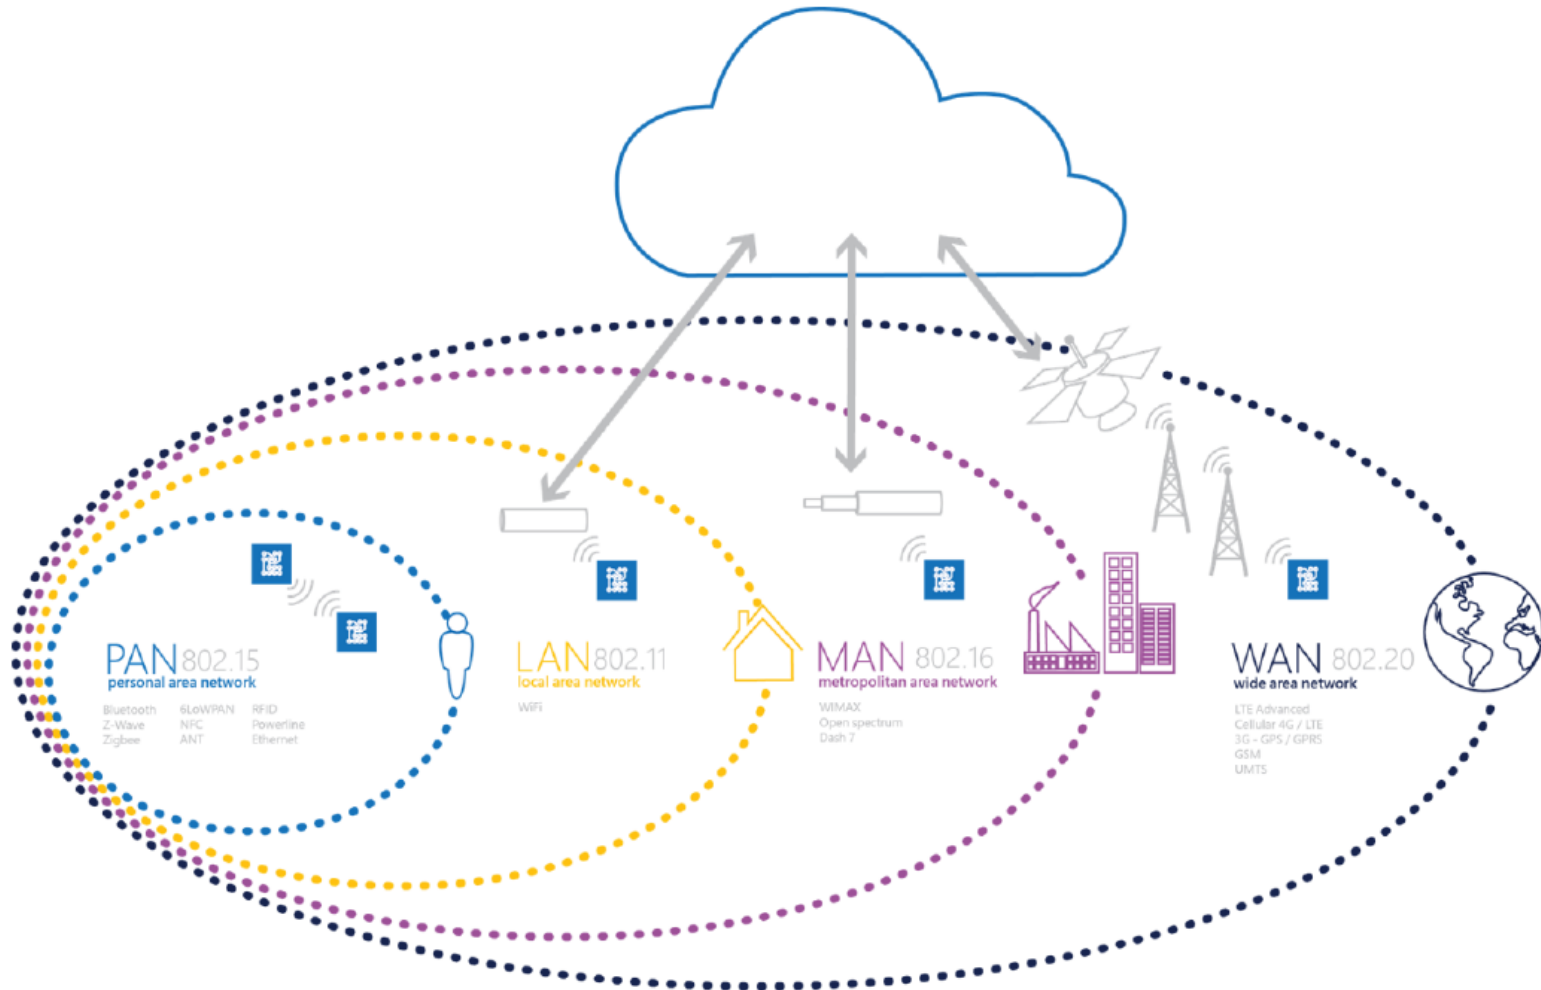 PAN 802.15
personal area network
Bluetooth 6LoWPAN RFID
Z-Wave NFC Powerline
Zigbee ANT Ethernet
LAN 802.11
local area network
WiFi
MAN 802.16
metropolitan area network
WIMAX
Open spectrum
Dash 7
WAN 802.20
wide area network
LTE Advanced
Cellular 4G / LTE
3G - GPS / GPRS
GSM
UMTS